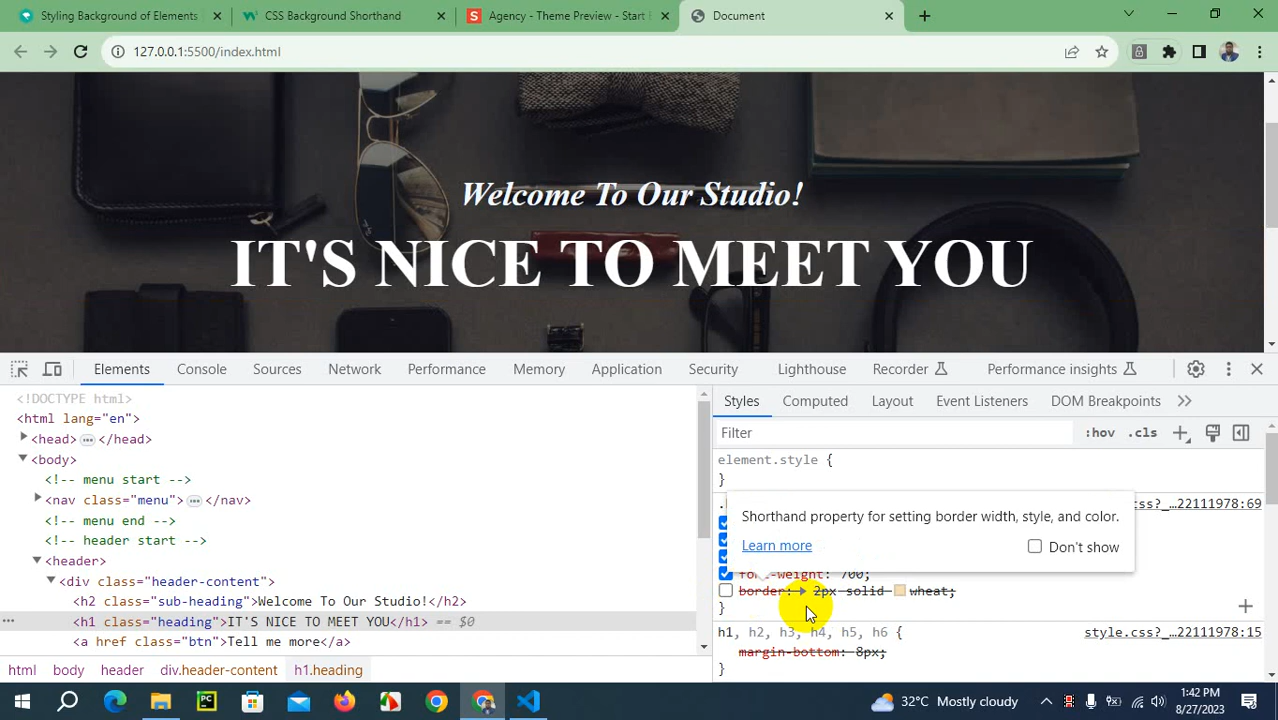 Styling Background of Elements
CSS Background Shorthand
Agency - Theme Preview - Start
Document
127.0.0.1:5500/index.html
Welcome To Our Studio!
IT'S NICE TO MEET YOU
Elements
Console
Sources
Network
Performance
Memory
Application
Security
Lighthouse
Recorder
Performance insights
<!DOCTYPE html>
<html lang="en">
<head> ••• </head>
<body>
<!-- menu start -->
<nav class="menu"> ••• </nav>
<!-- menu end -->
<!-- header start -->
<header>
<div class="header-content">
<h2 class="sub-heading">Welcome To Our Studio!</h2>
••• <h1 class="heading">IT'S NICE TO MEET YOU</h1> == $0
<a href class="btn">Tell me more</a>
html body header div.header-content h1.heading
Styles
Computed
Layout
Event Listeners
DOM Breakpoints
Filter
:hov .cls
element.style {
}
css?_…22111978:69
Shorthand property for setting border width, style, and color.
Learn more
Don't show
font-weight: 700;
border: 2px solid wheat;
}
h1, h2, h3, h4, h5, h6 {
style.css?_…22111978:15
margin-bottom: 8px;
}
32°C Mostly cloudy
1:42 PM
8/27/2023